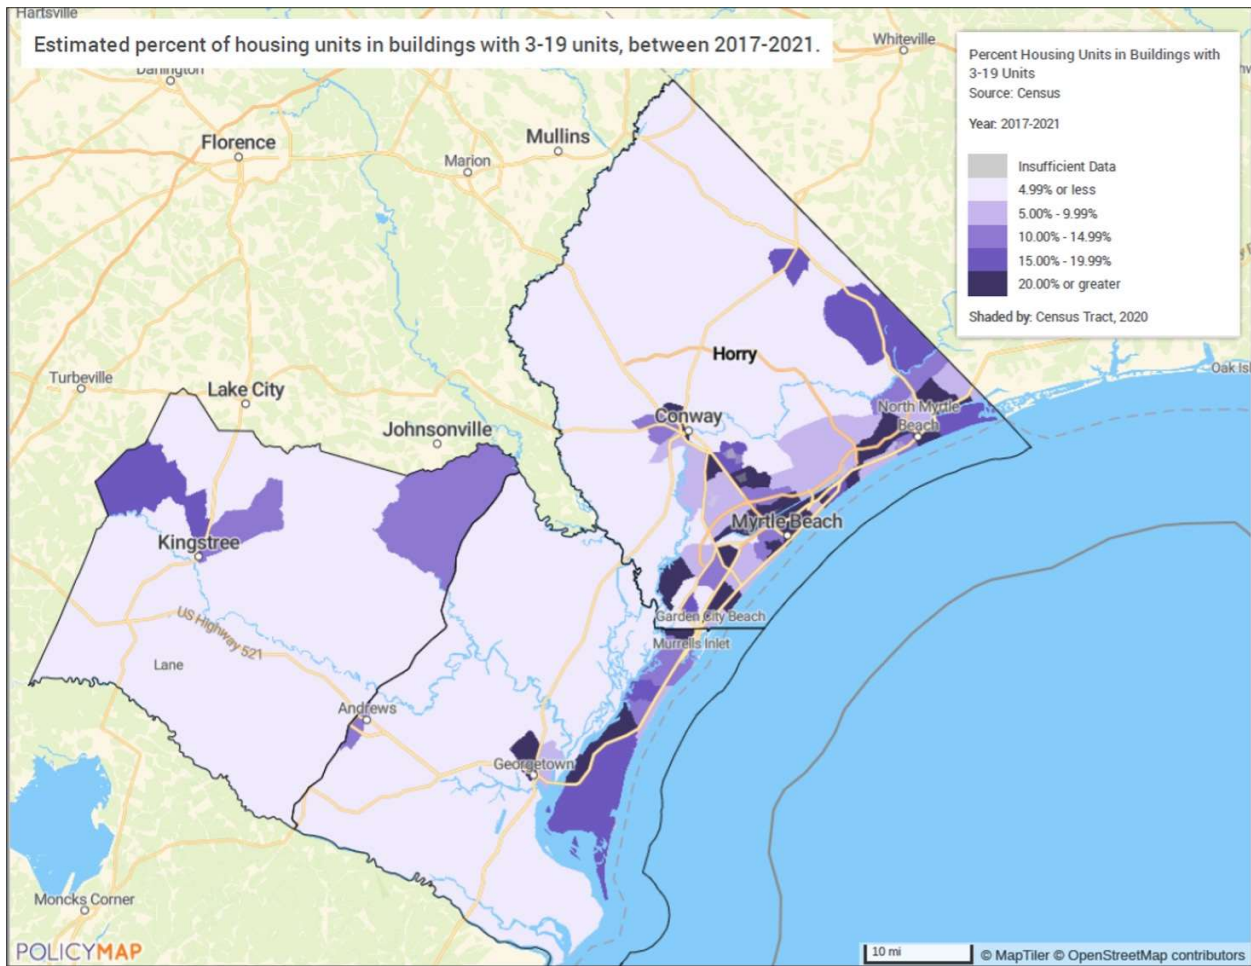 Hartsville
Estimated percent of housing units in buildings with 3-19 units, between 2017-2021.
Whiteville
Percent Housing Units in Buildings with
3-19 Units
Source: Census
Year: 2017-2021
Insufficient Data
4.99% or less
5.00% - 9.99%
10.00% - 14.99%
15.00% - 19.99%
20.00% or greater
Shaded by: Census Tract, 2020
Darlington
Florence
Mullins
Marion
Horry
Oak Isl
Turbeville
Lake City
Johnsonville
Conway
North Myrtle
Beach
Myrtle Beach
Kingstree
Garden City Beach
Murrells Inlet
US Highway 521
Lane
Andrews
Georgetown
Moncks Corner
POLICYMAP
10 mi
© MapTiler © OpenStreetMap contributors